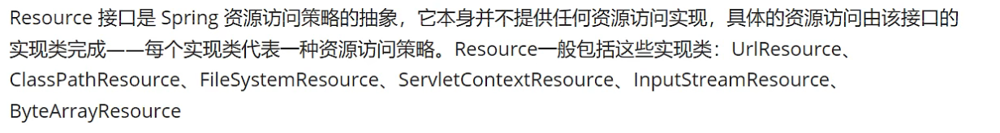 Resource 接口是 Spring 资源访问策略的抽象，它本身并不提供任何资源访问实现，具体的资源访问由该接口的
实现类完成——每个实现类代表一种资源访问策略。Resource一般包括这些实现类：UrlResource、
ClassPathResource、FileSystemResource、ServletContextResource、InputStreamResource、
ByteArrayResource